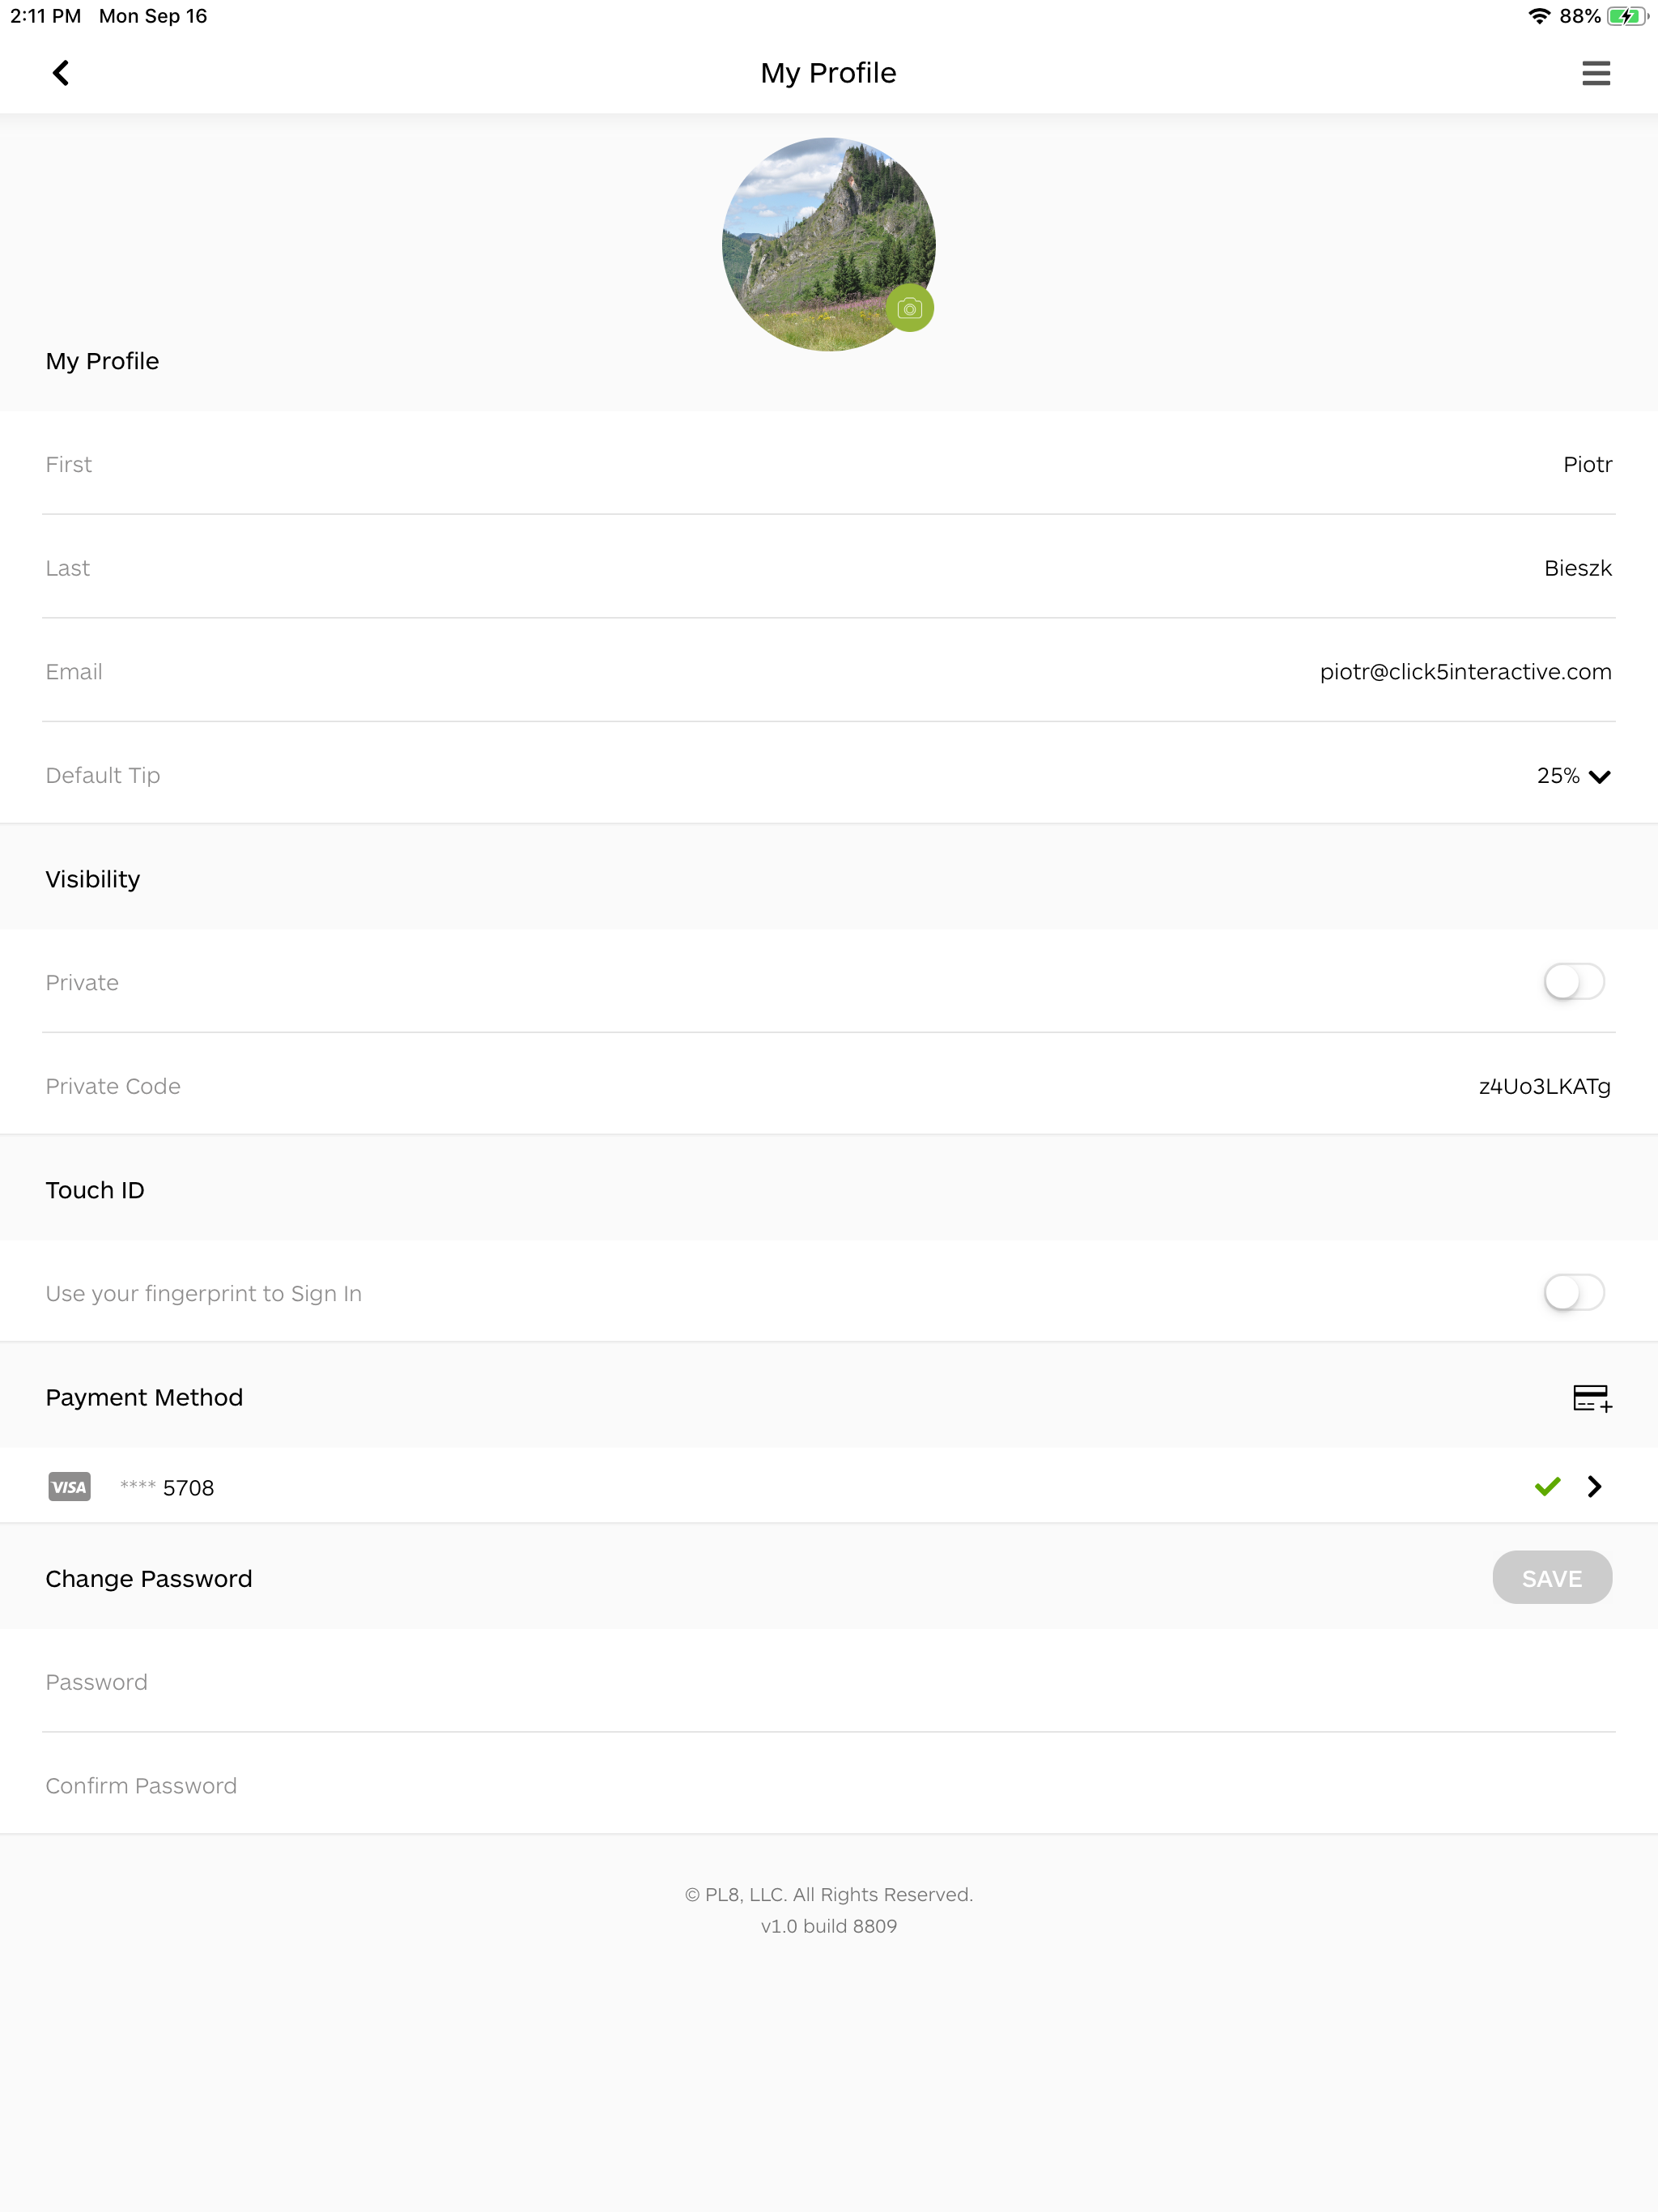 2:11 PM Mon Sep 16 88%
My Profile
My Profile
First Piotr
Last Bieszk
Email piotr@click5interactive.com
Default Tip 25%
Visibility
Private
Private Code z4Uo3LKATg
Touch ID
Use your fingerprint to Sign In
Payment Method
VISA **** 5708
Change Password SAVE
Password
Confirm Password
© PL8, LLC. All Rights Reserved.
v1.0 build 8809